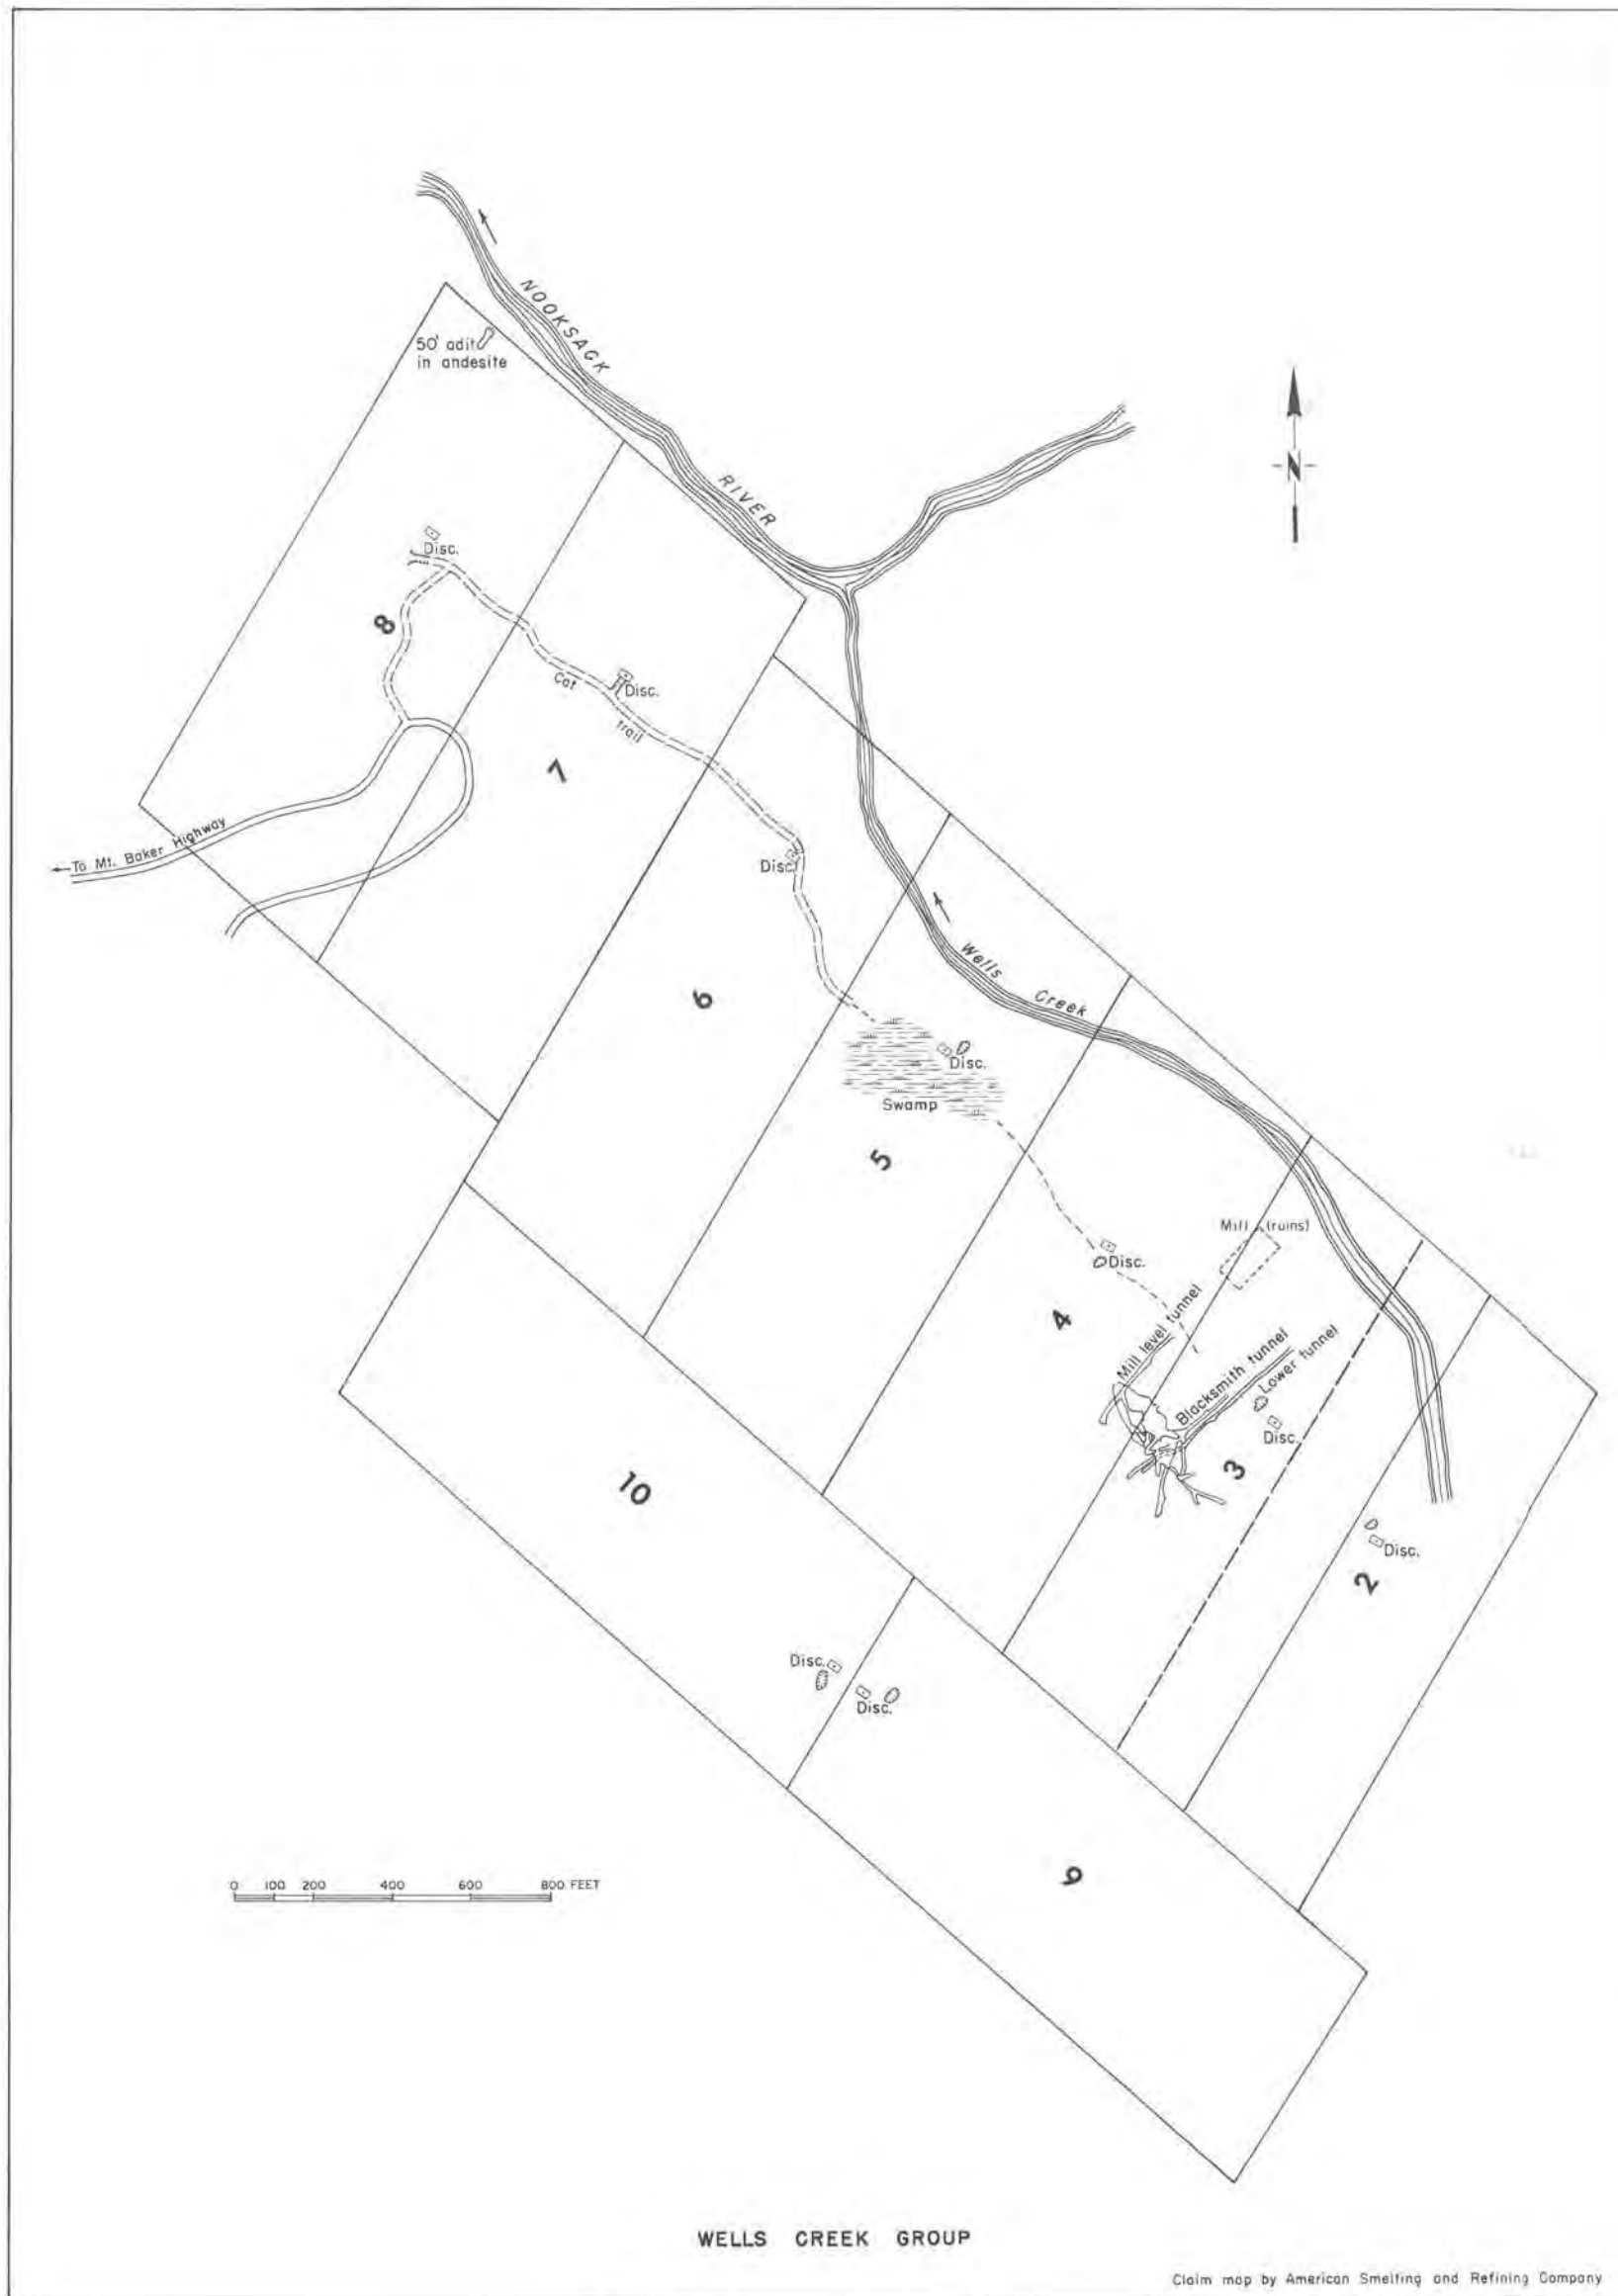 NOOKSACK
50' adit
in andesite
RIVER
N
Disc.
8
Cat
Disc.
trail
7
To Mt. Baker Highway
Disc.
Wells
6
Creek
Disc.
Swamp
5
Mill (ruins)
Disc.
Mill level tunnel
4
Blacksmith tunnel
Lower tunnel
Disc.
3
10
Disc.
2
Disc.
Disc.
9
0 100 200 400 600 800 FEET
WELLS CREEK GROUP
Claim map by American Smelting and Refining Company